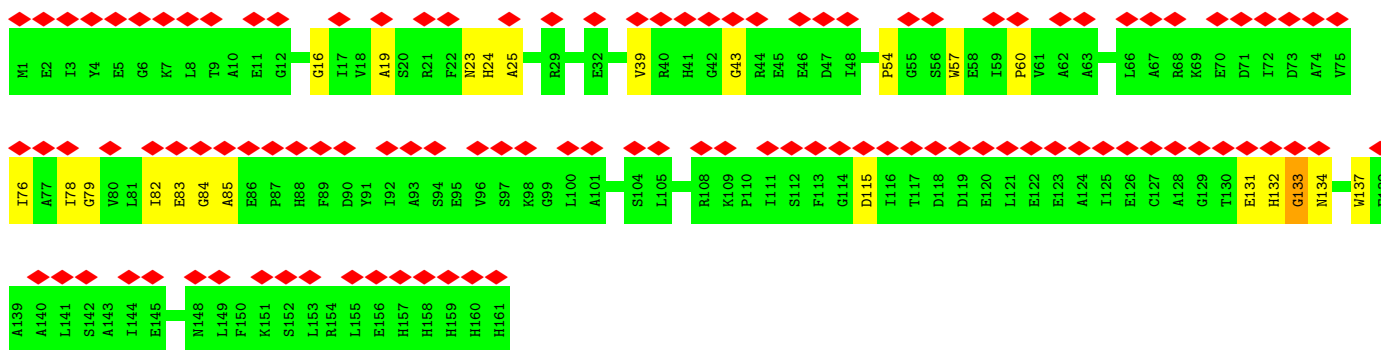 M1 E2 I3 Y4 E5 G6 K7 L8 T9 A10 E11 G12 G16 I17 V18 A19 S20 R21 F22 N23 H24 A25 R29 E32 V39 R40 H41 G42 G43 R44 E45 E46 D47 I48 P54 G55 S56 W57 E58 I59 P60 V61 A62 A63 L66 A67 R68 K69 E70 D71 I72 D73 A74 V75
I76 A77 I78 G79 V80 L81 I82 E83 G84 A85 E86 P87 H88 F89 D90 Y91 I92 A93 S94 E95 V96 S97 K98 G99 L100 A101 S104 L105 R108 K109 P110 I111 S112 F113 G114 D115 I116 T117 D118 D119 E120 L121 E122 E123 A124 I125 E126 C127 A128 G129 T130 E131 H132 G133 N134 W137
A139 A140 L141 S142 A143 I144 E145 N148 L149 F150 K151 S152 L153 R154 L155 E156 H157 H158 H159 H160 H161